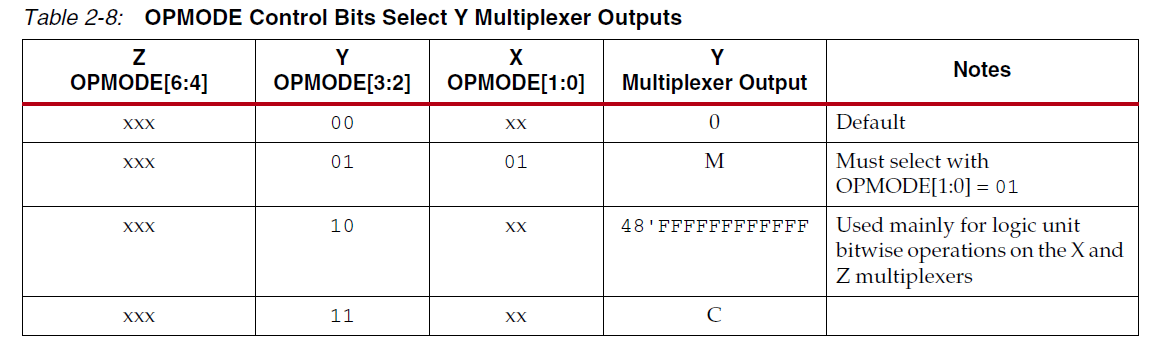 Table 2-8: OPMODE Control Bits Select Y Multiplexer Outputs
Z OPMODE[6:4] Y OPMODE[3:2] X OPMODE[1:0] Y Multiplexer Output Notes
xxx 00 xx 0 Default
xxx 01 01 M Must select with
OPMODE[1:0] = 01
xxx 10 xx 48'FFFFFFFFFFFF Used mainly for logic unit
bitwise operations on the X and
Z multiplexers
xxx 11 xx C